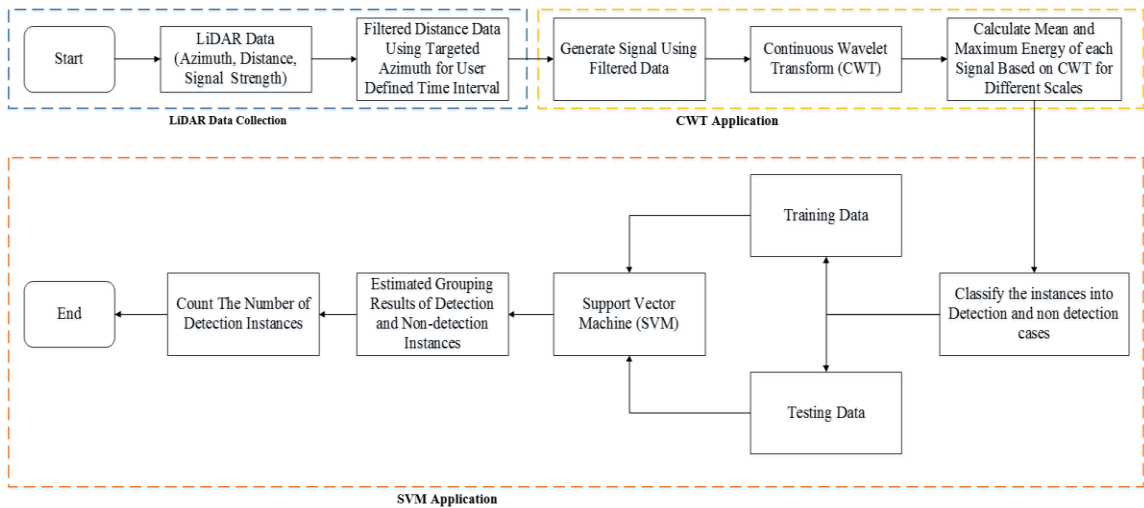 Start
LiDAR Data
(Azimuth, Distance,
Signal Strength)
Filtered Distance Data
Using Targeted
Azimuth for User
Defined Time Interval
LiDAR Data Collection
Generate Signal Using
Filtered Data
Continuous Wavelet
Transform (CWT)
Calculate Mean and
Maximum Energy of each
Signal Based on CWT for
Different Scales
CWT Application
End
Count The Number of
Detection Instances
Estimated Grouping
Results of Detection
and Non-detection
Instances
Support Vector
Machine (SVM)
Training Data
Testing Data
Classify the instances into
Detection and non detection
cases
SVM Application